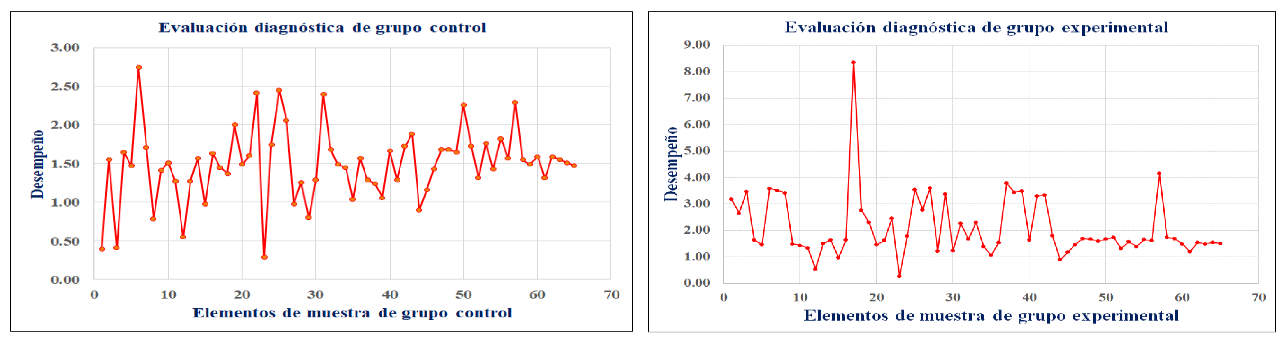 Evaluación diagnóstica de grupo control
3.00
2.50
2.00
1.50
1.00
0.50
0.00
Desempeño
0 10 20 30 40 50 60 70
Elementos de muestra de grupo control
Evaluación diagnóstica de grupo experimental
9.00
8.00
7.00
6.00
5.00
4.00
3.00
2.00
1.00
0.00
Desempeño
0 10 20 30 40 50 60 70
Elementos de muestra de grupo experimental